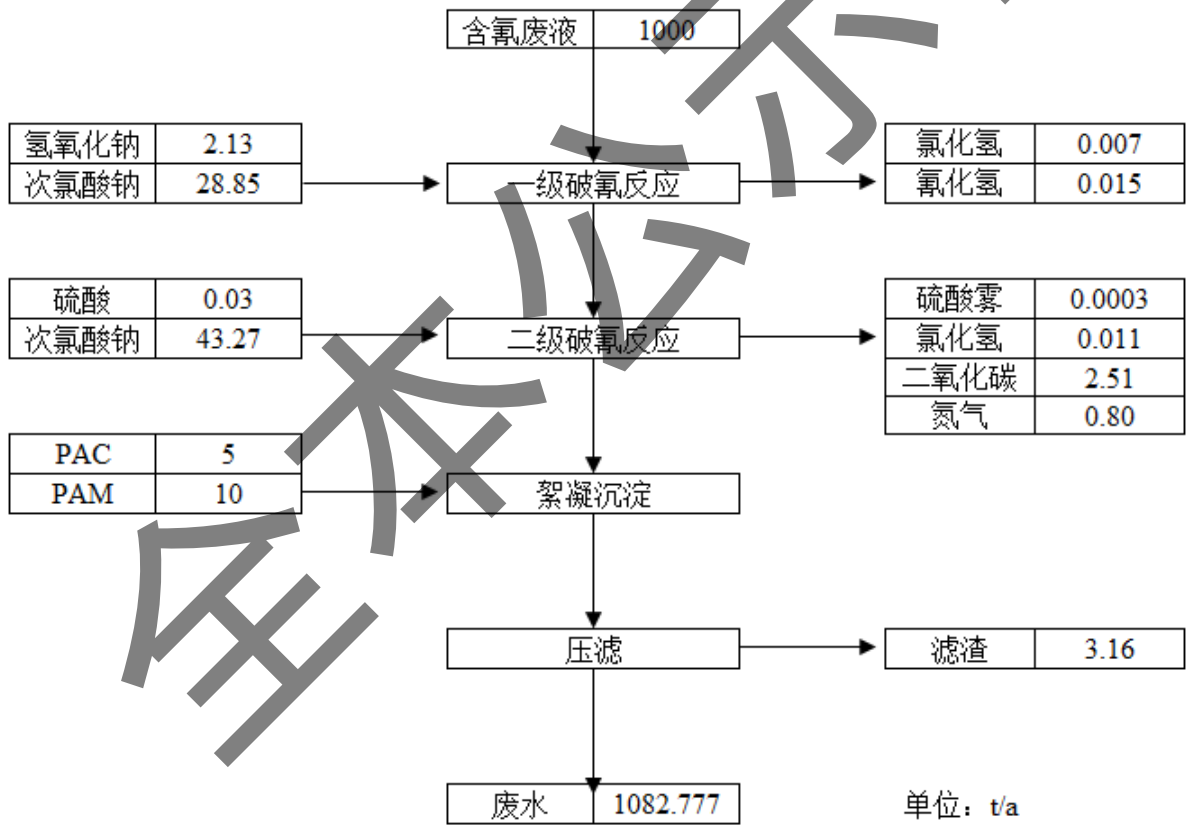 含氰废液 1000
氢氧化钠 2.13
次氯酸钠 28.85
一级破氰反应
氯化氢 0.007
氰化氢 0.015
硫酸 0.03
次氯酸钠 43.27
二级破氰反应
硫酸雾 0.0003
氯化氢 0.011
二氧化碳 2.51
氮气 0.80
PAC 5
PAM 10
絮凝沉淀
压滤
滤渣 3.16
废水 1082.777
单位：t/a
全本公示